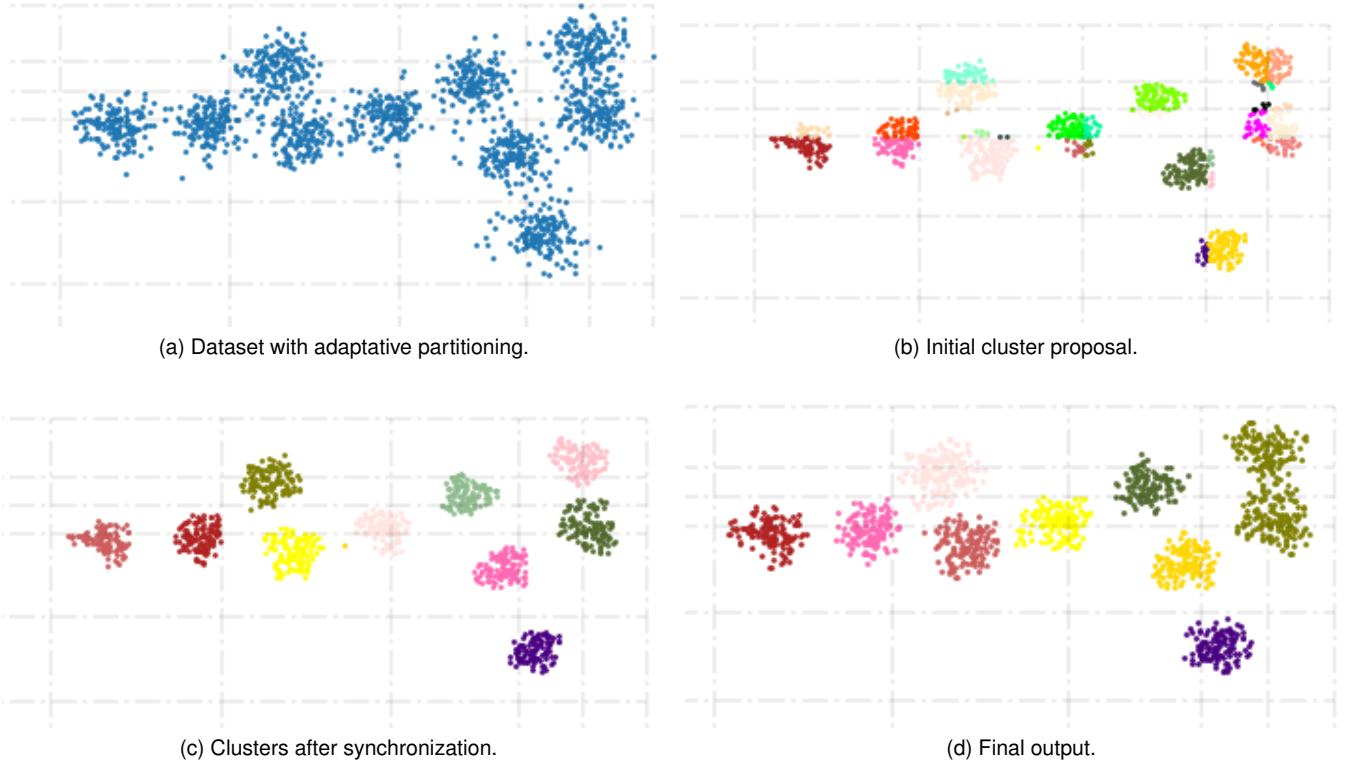 (a) Dataset with adaptative partitioning.
(b) Initial cluster proposal.
(c) Clusters after synchronization.
(d) Final output.